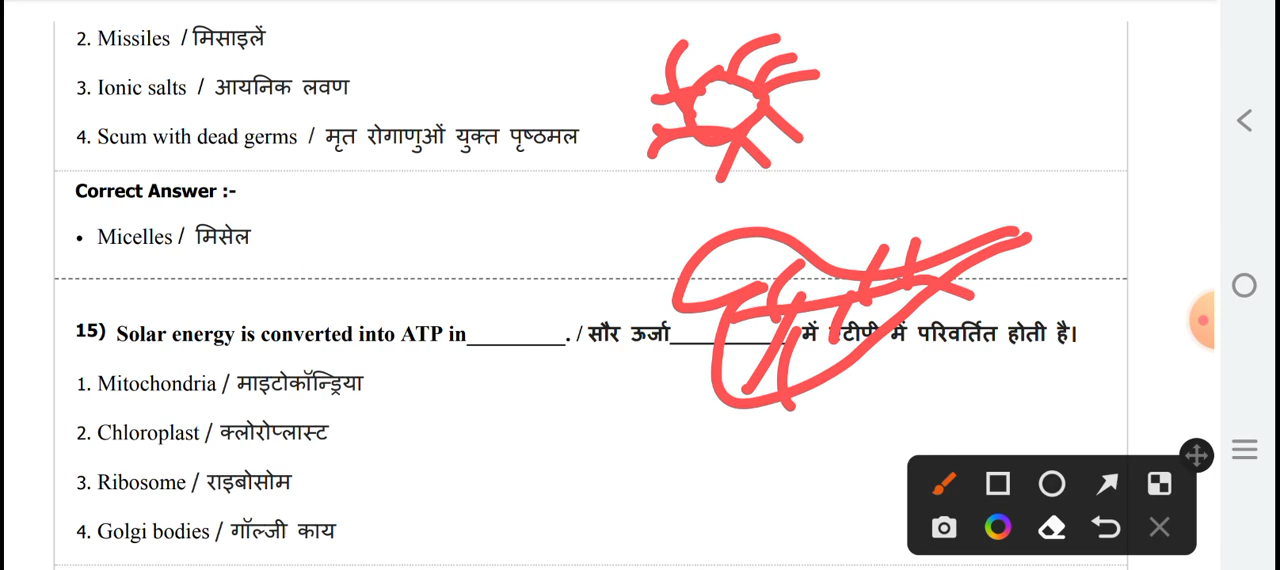 2. Missiles / मिसाइलें
3. Ionic salts / आयनिक लवण
4. Scum with dead germs / मृत रोगाणुओं युक्त पृष्ठमल
Correct Answer :-
• Micelles / मिसेल
15) Solar energy is converted into ATP in_________. / सौर ऊर्जा___________ में एटीपी में परिवर्तित होती है।
1. Mitochondria / माइटोकॉन्ड्रिया
2. Chloroplast / क्लोरोप्लास्ट
3. Ribosome / राइबोसोम
4. Golgi bodies / गॉल्जी काय